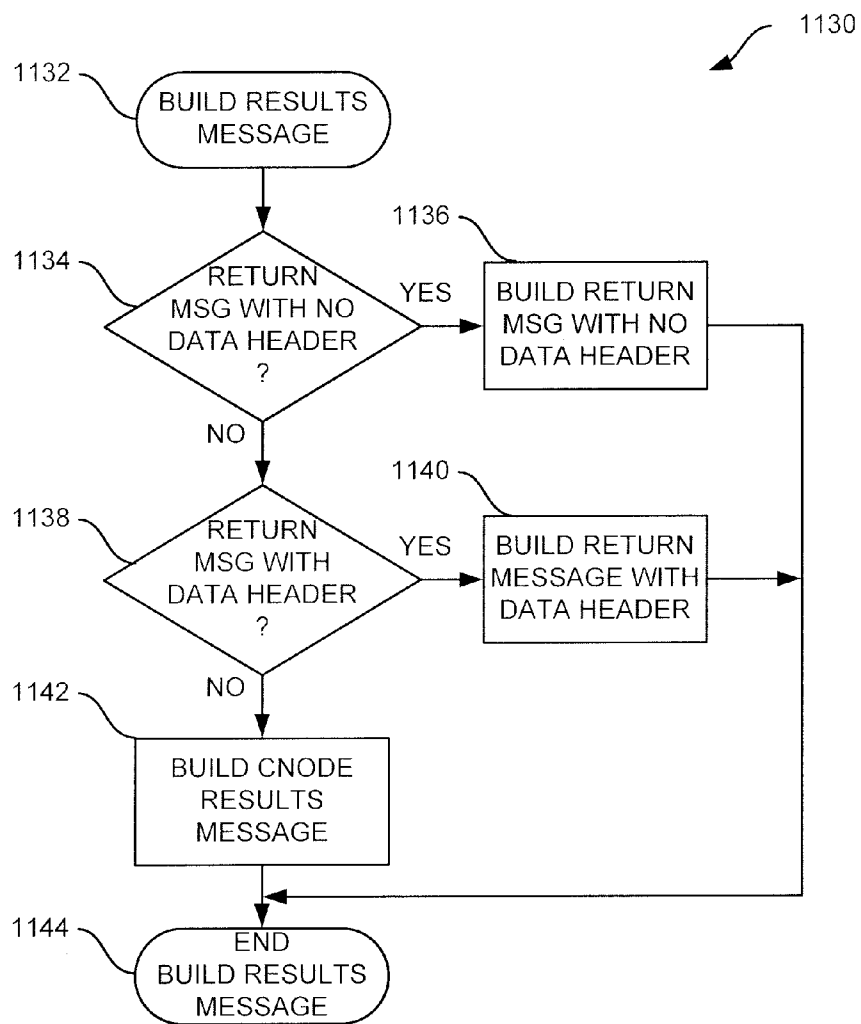 1130
1132
BUILD RESULTS
MESSAGE
1134
RETURN
MSG WITH NO
DATA HEADER
?
YES
1136
BUILD RETURN
MSG WITH NO
DATA HEADER
NO
1138
RETURN
MSG WITH
DATA HEADER
?
YES
1140
BUILD RETURN
MESSAGE WITH
DATA HEADER
NO
1142
BUILD CNODE
RESULTS
MESSAGE
1144
END
BUILD RESULTS
MESSAGE